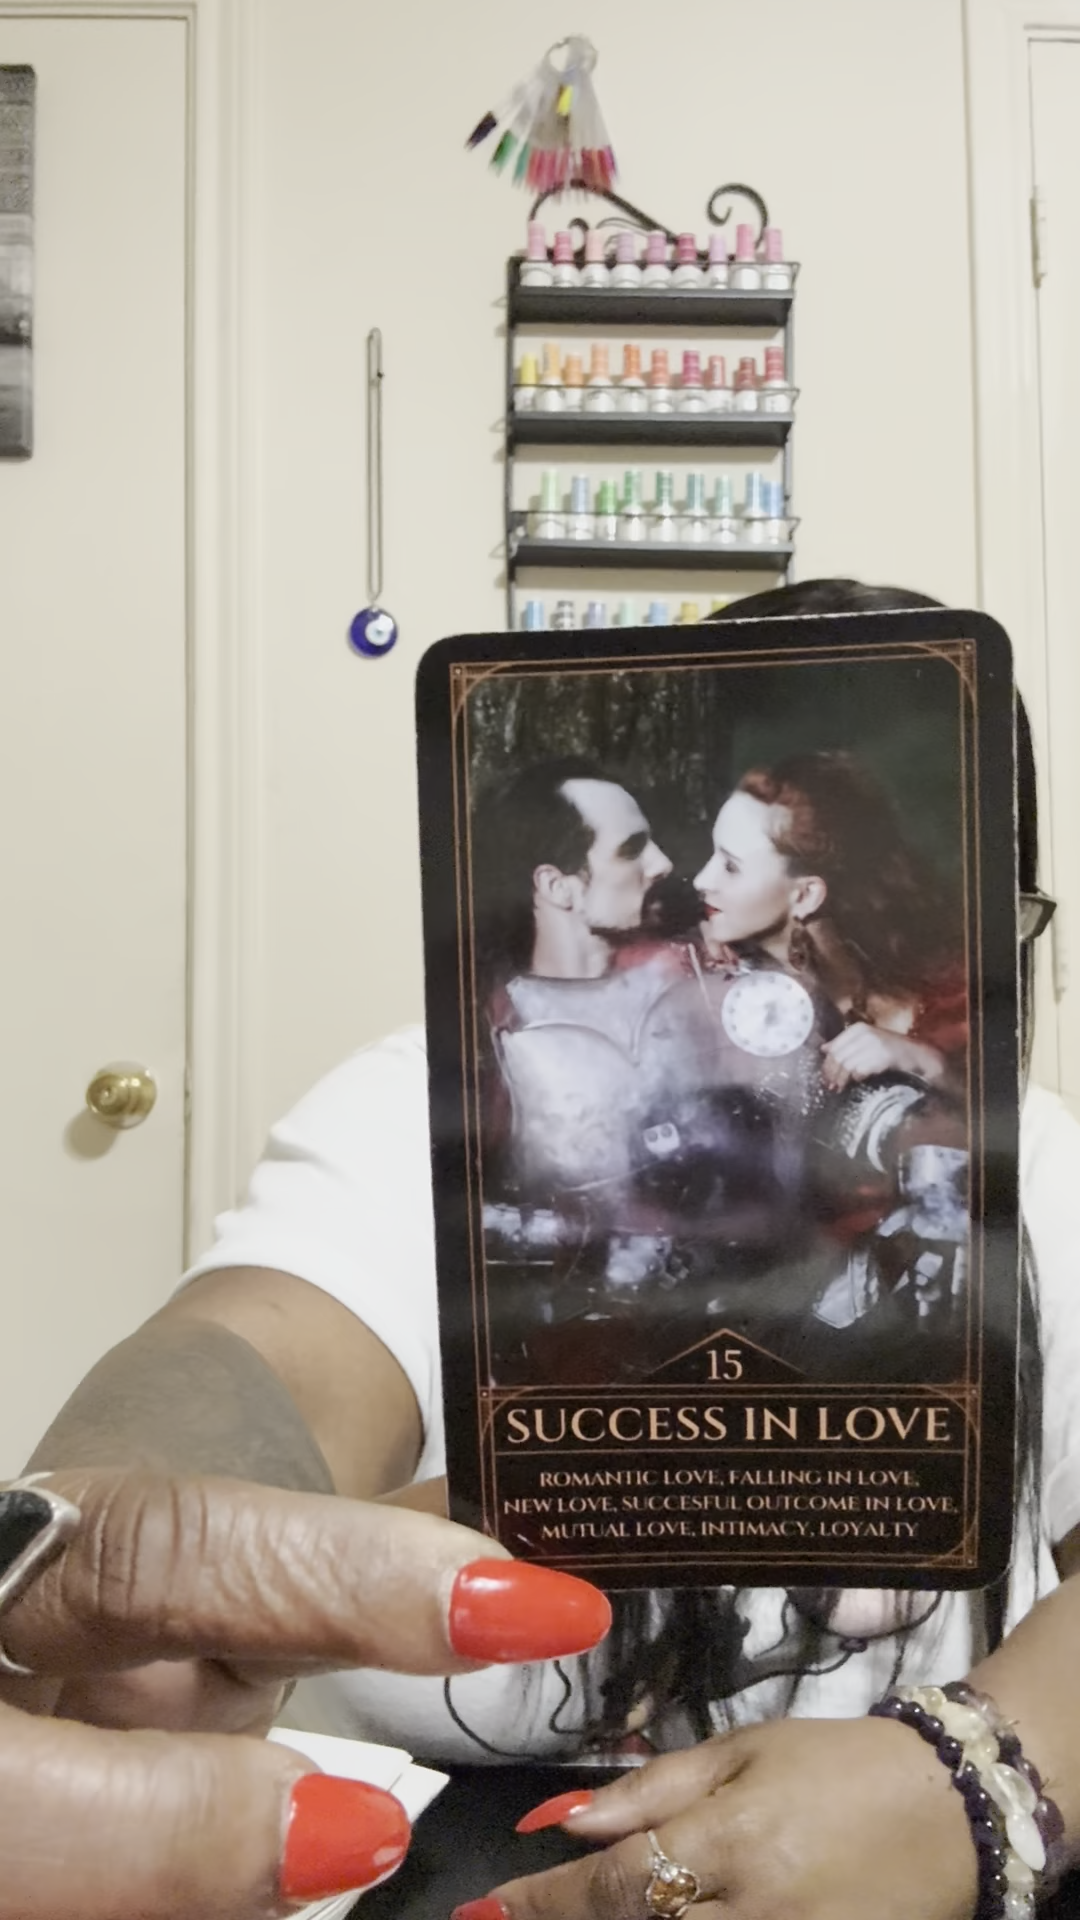 15
SUCCESS IN LOVE
ROMANTIC LOVE, FALLING IN LOVE,
NEW LOVE, SUCCESFUL OUTCOME IN LOVE,
MUTUAL LOVE, INTIMACY, LOYALTY